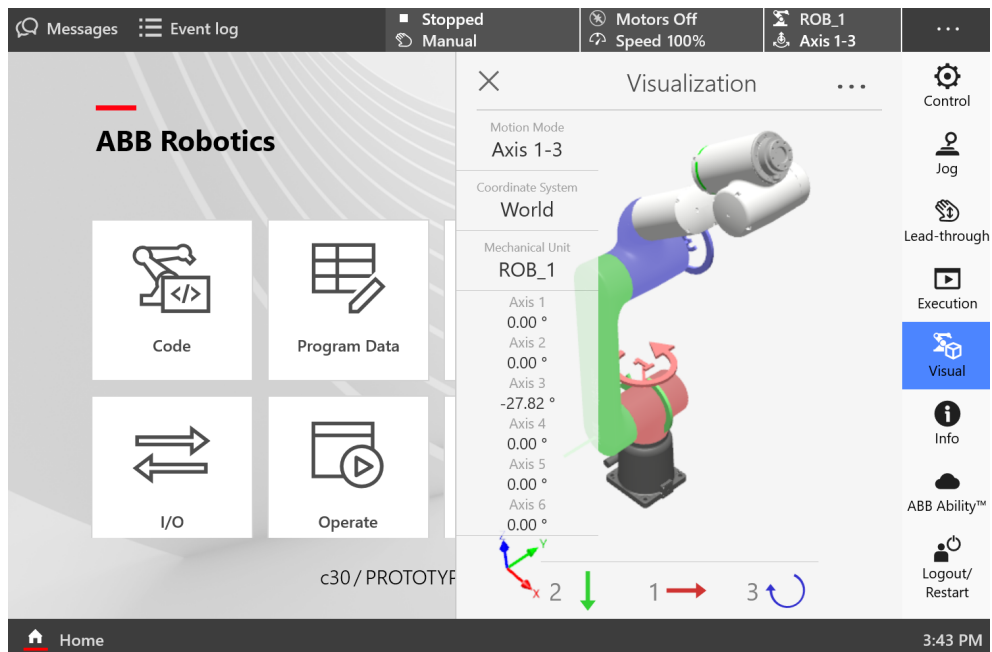 Messages
Event log
Stopped
Manual
Motors Off
Speed 100%
ROB_1
Axis 1-3
...
ABB Robotics
Code
Program Data
I/O
Operate
c30 / PROTOTYP
Visualization
...
Motion Mode
Axis 1-3
Coordinate System
World
Mechanical Unit
ROB_1
Axis 1
0.00 °
Axis 2
0.00 °
Axis 3
-27.82 °
Axis 4
0.00 °
Axis 5
0.00 °
Axis 6
0.00 °
Z
Y
X
2
1
3
Control
Jog
Lead-through
Execution
Visual
Info
ABB Ability™
Logout/
Restart
Home
3:43 PM